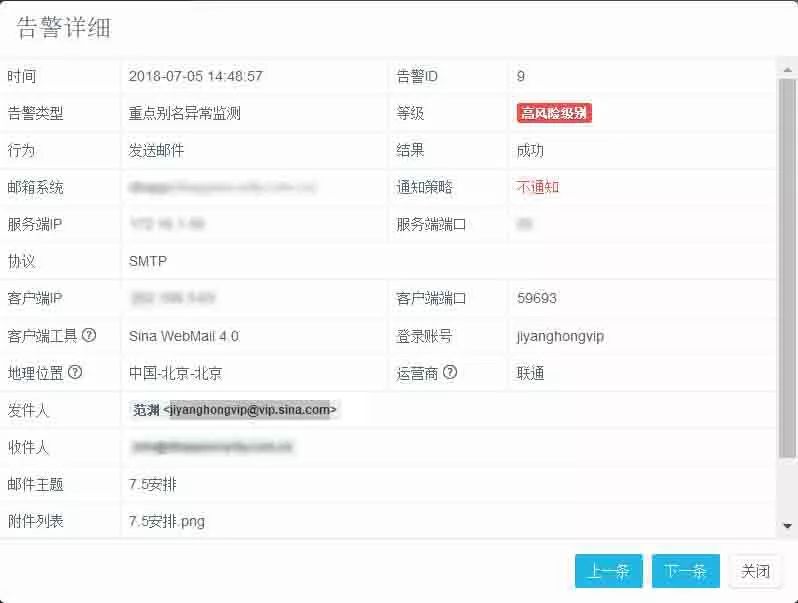 告警详细
时间 2018-07-05 14:48:57 告警ID 9
告警类型 重点别名异常监测 等级 高风险级别
行为 发送邮件 结果 成功
邮箱系统 通知策略 不通知
服务端IP 服务端端口
协议 SMTP
客户端IP 客户端端口 59693
客户端工具 Sina WebMail 4.0 登录账号 jiyanghongvip
地理位置 中国-北京-北京 运营商 联通
发件人 范渊 <jiyanghongvip@vip.sina.com>
收件人
邮件主题 7.5安排
附件列表 7.5安排.png
上一条 下一条 关闭